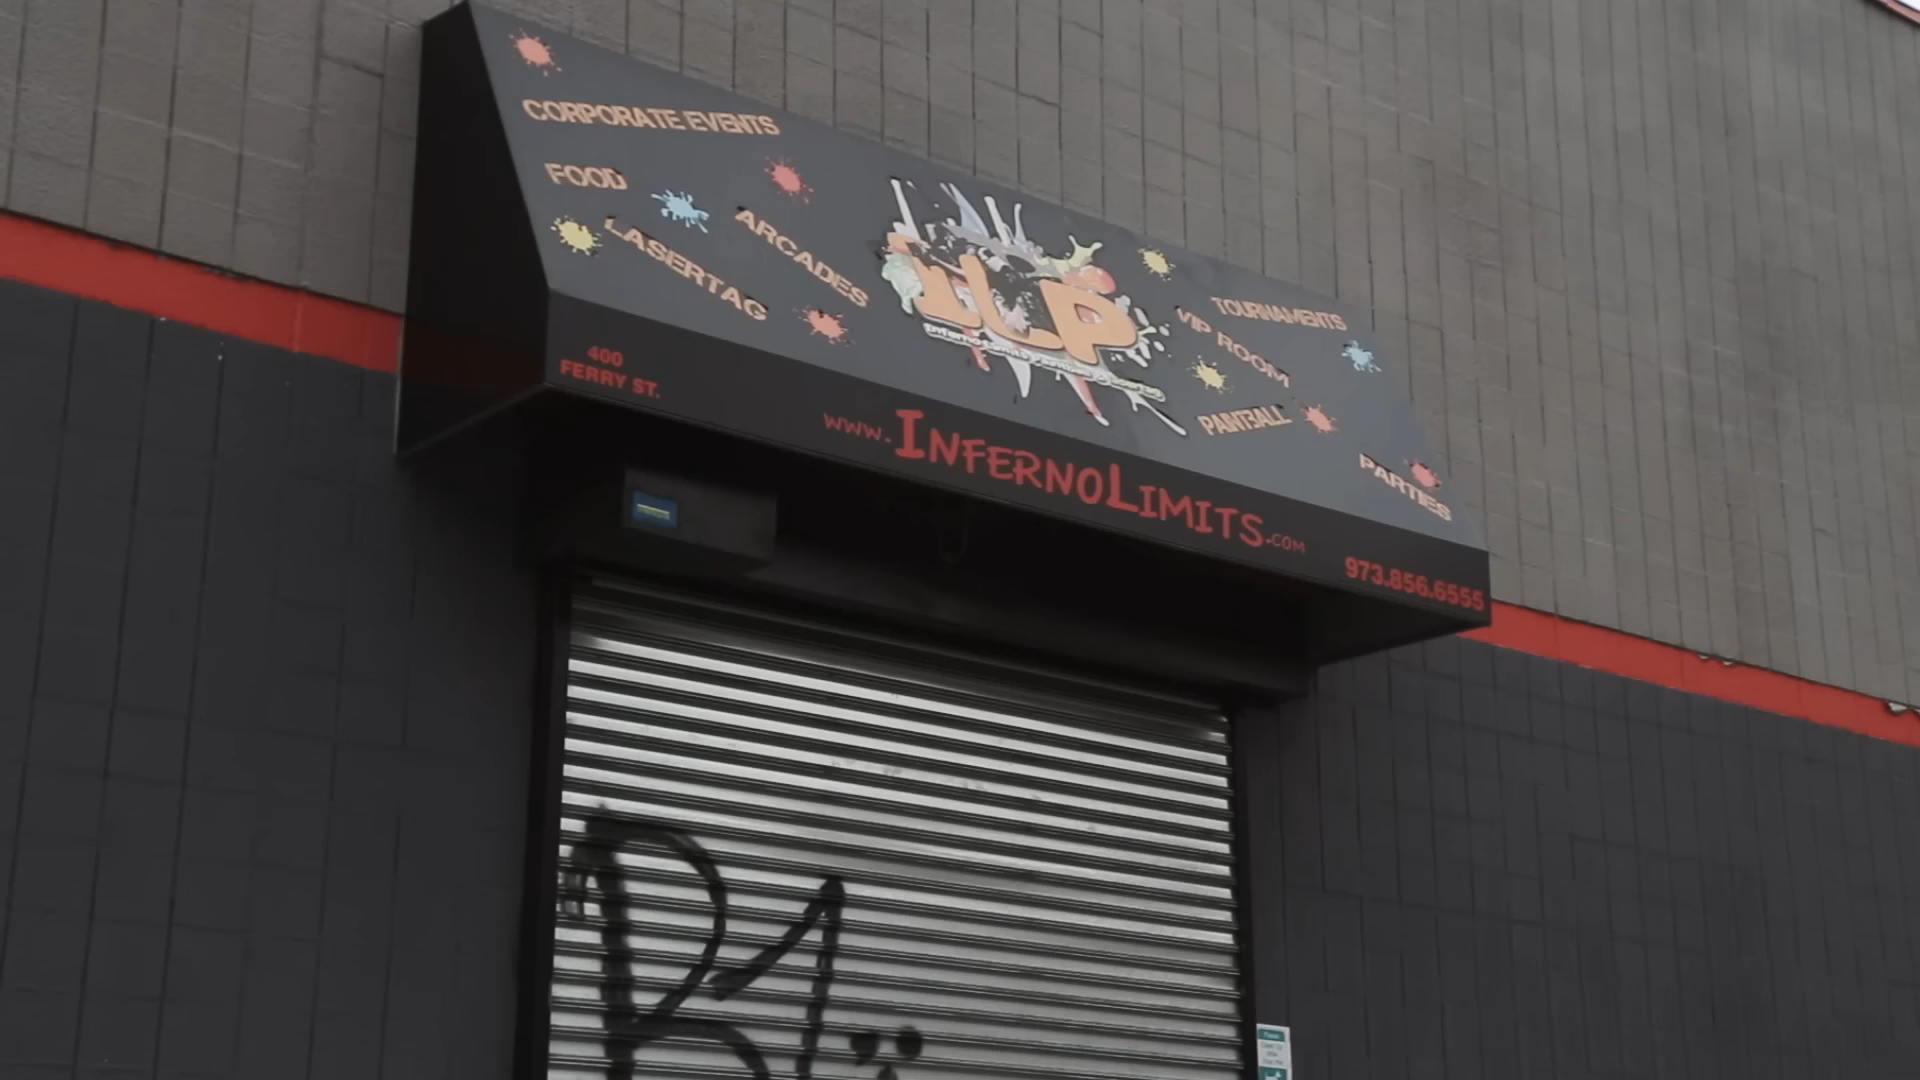 CORPORATE EVENTS
FOOD
ARCADES
LASERTAG
ILP
TOURNAMENTS
VIP ROOM
PAINTBALL
PARTIES
400
FERRY ST.
www.InfernoLimits.com
973.856.6555